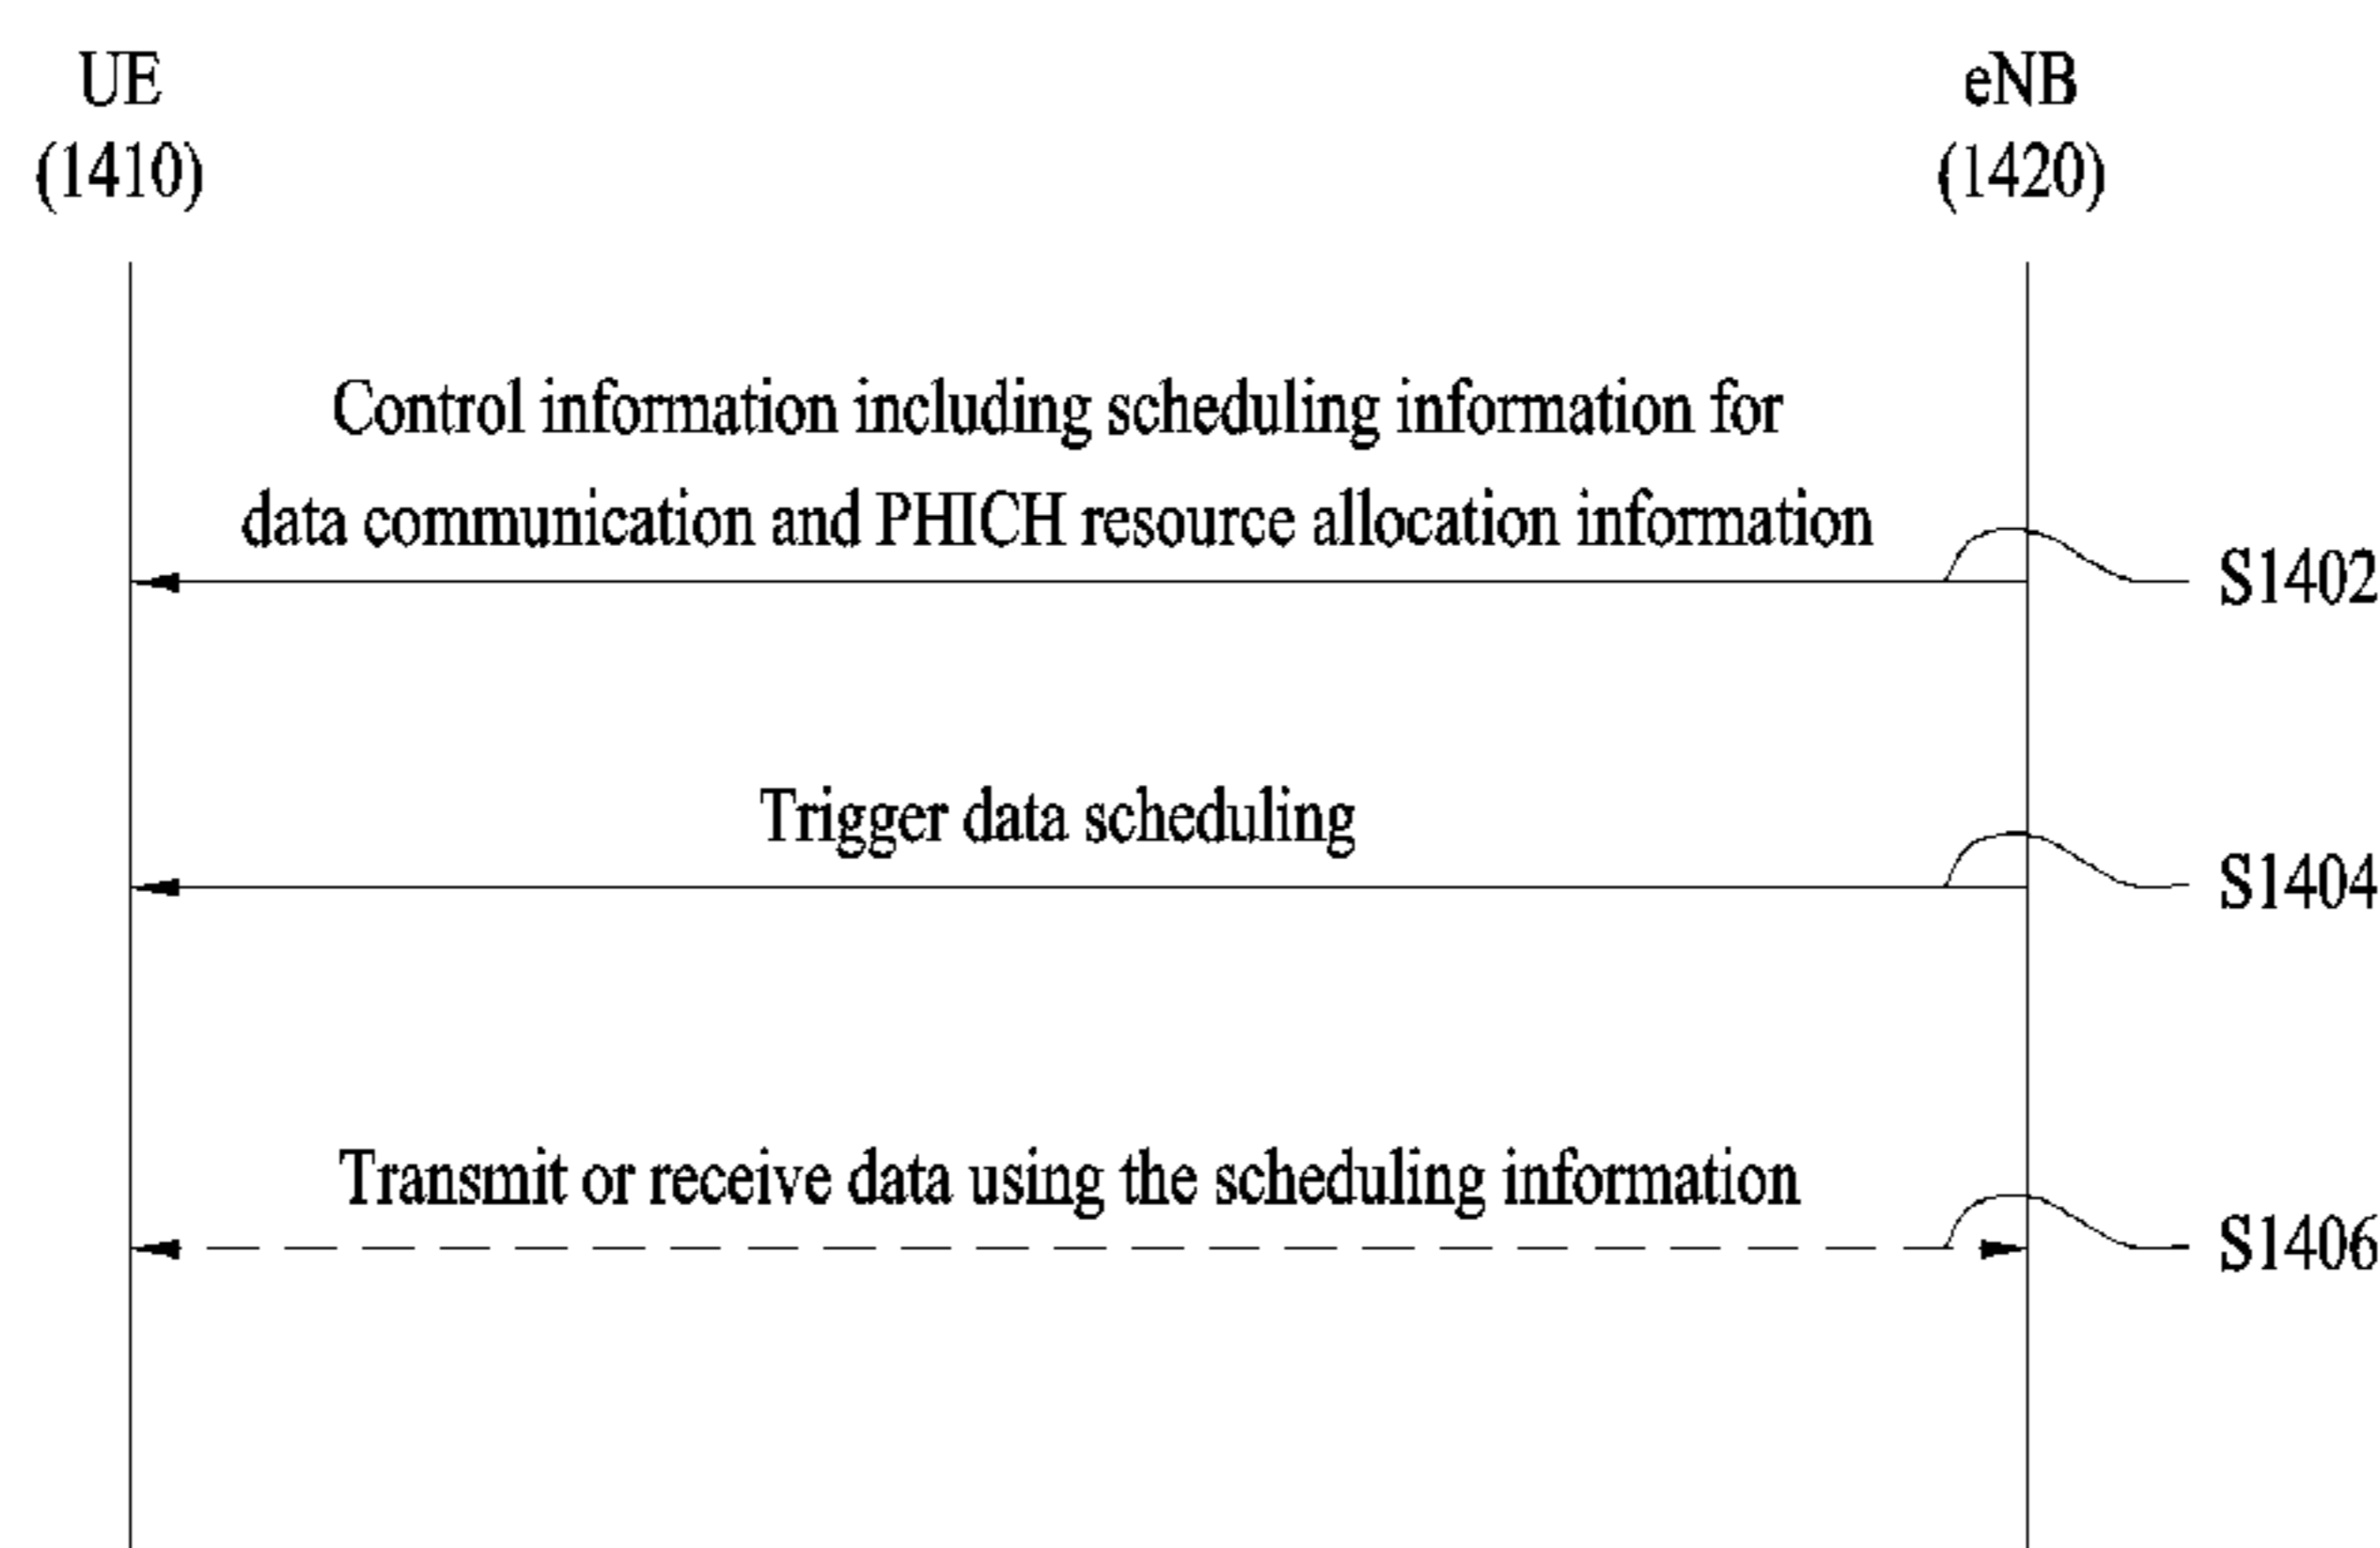 UE
(1410)
eNB
(1420)
Control information including scheduling information for
data communication and PHICH resource allocation information
S1402
Trigger data scheduling
S1404
Transmit or receive data using the scheduling information
S1406